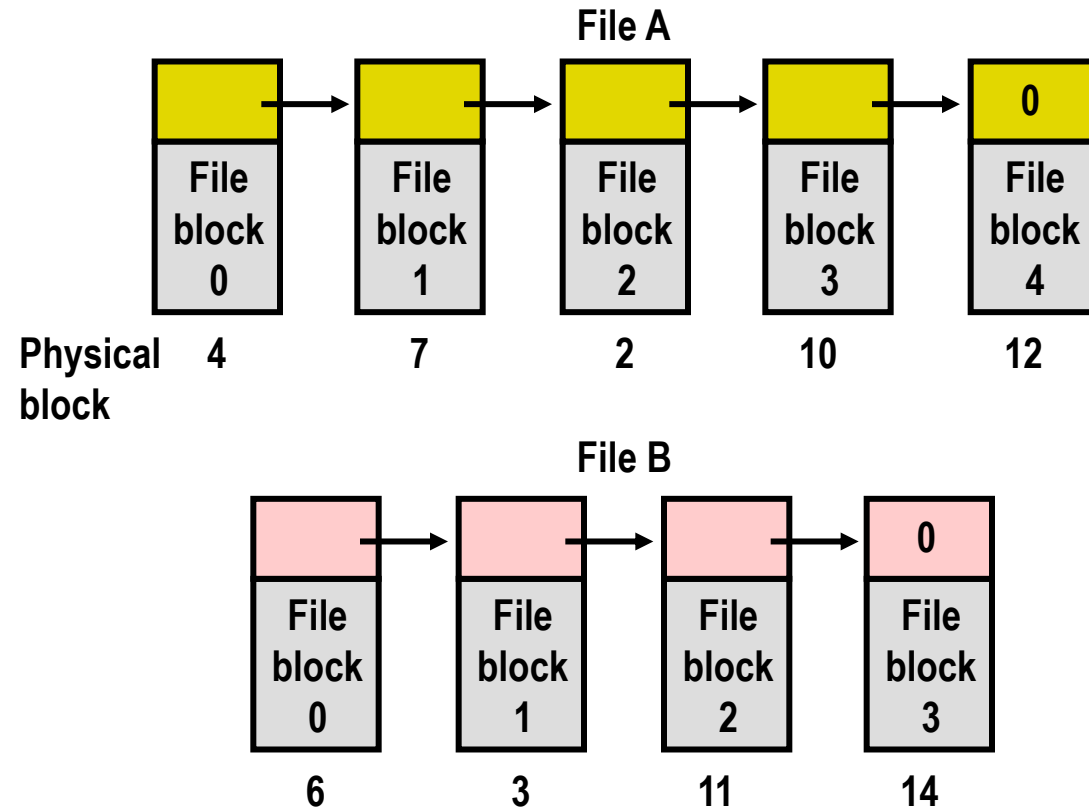 File A
0
File File File File File
block block block block block
0 1 2 3 4
Physical 4 7 2 10 12
block
File B
0
File File File File
block block block block
0 1 2 3
6 3 11 14